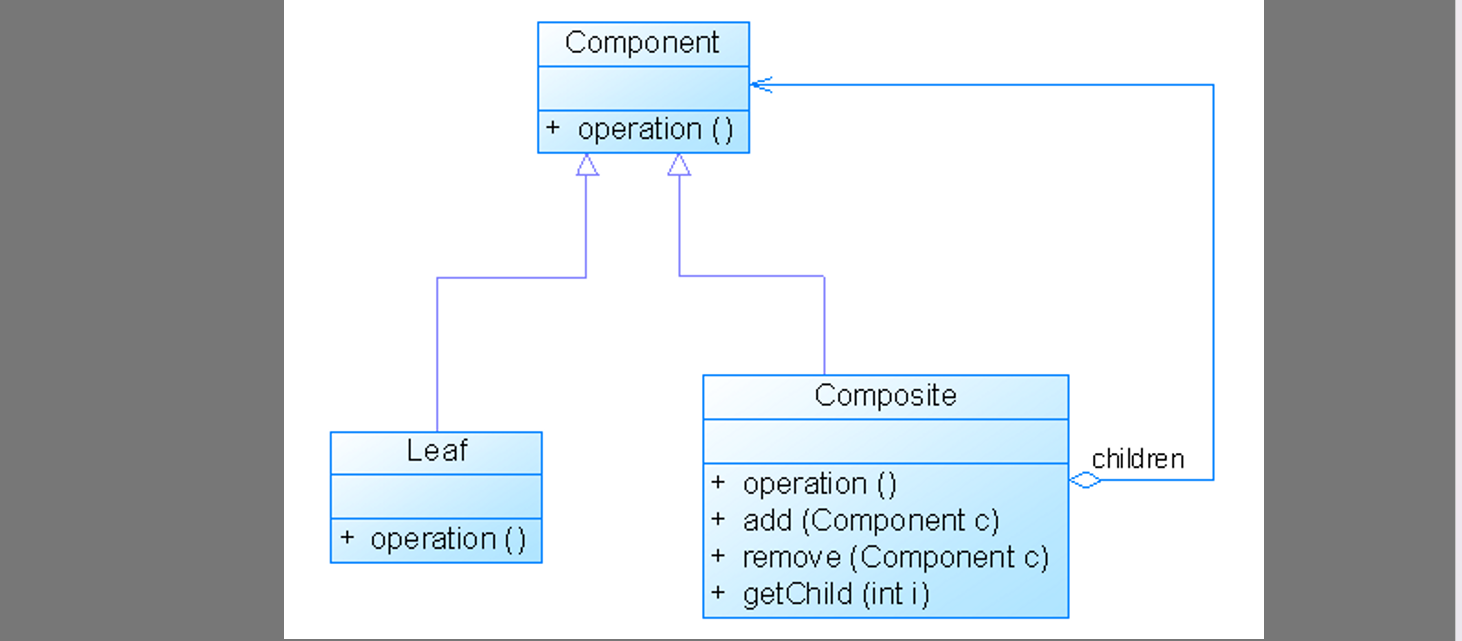 Component
+ operation ()
Leaf
+ operation ()
Composite
+ operation ()
+ add (Component c)
+ remove (Component c)
+ getChild (int i)
children